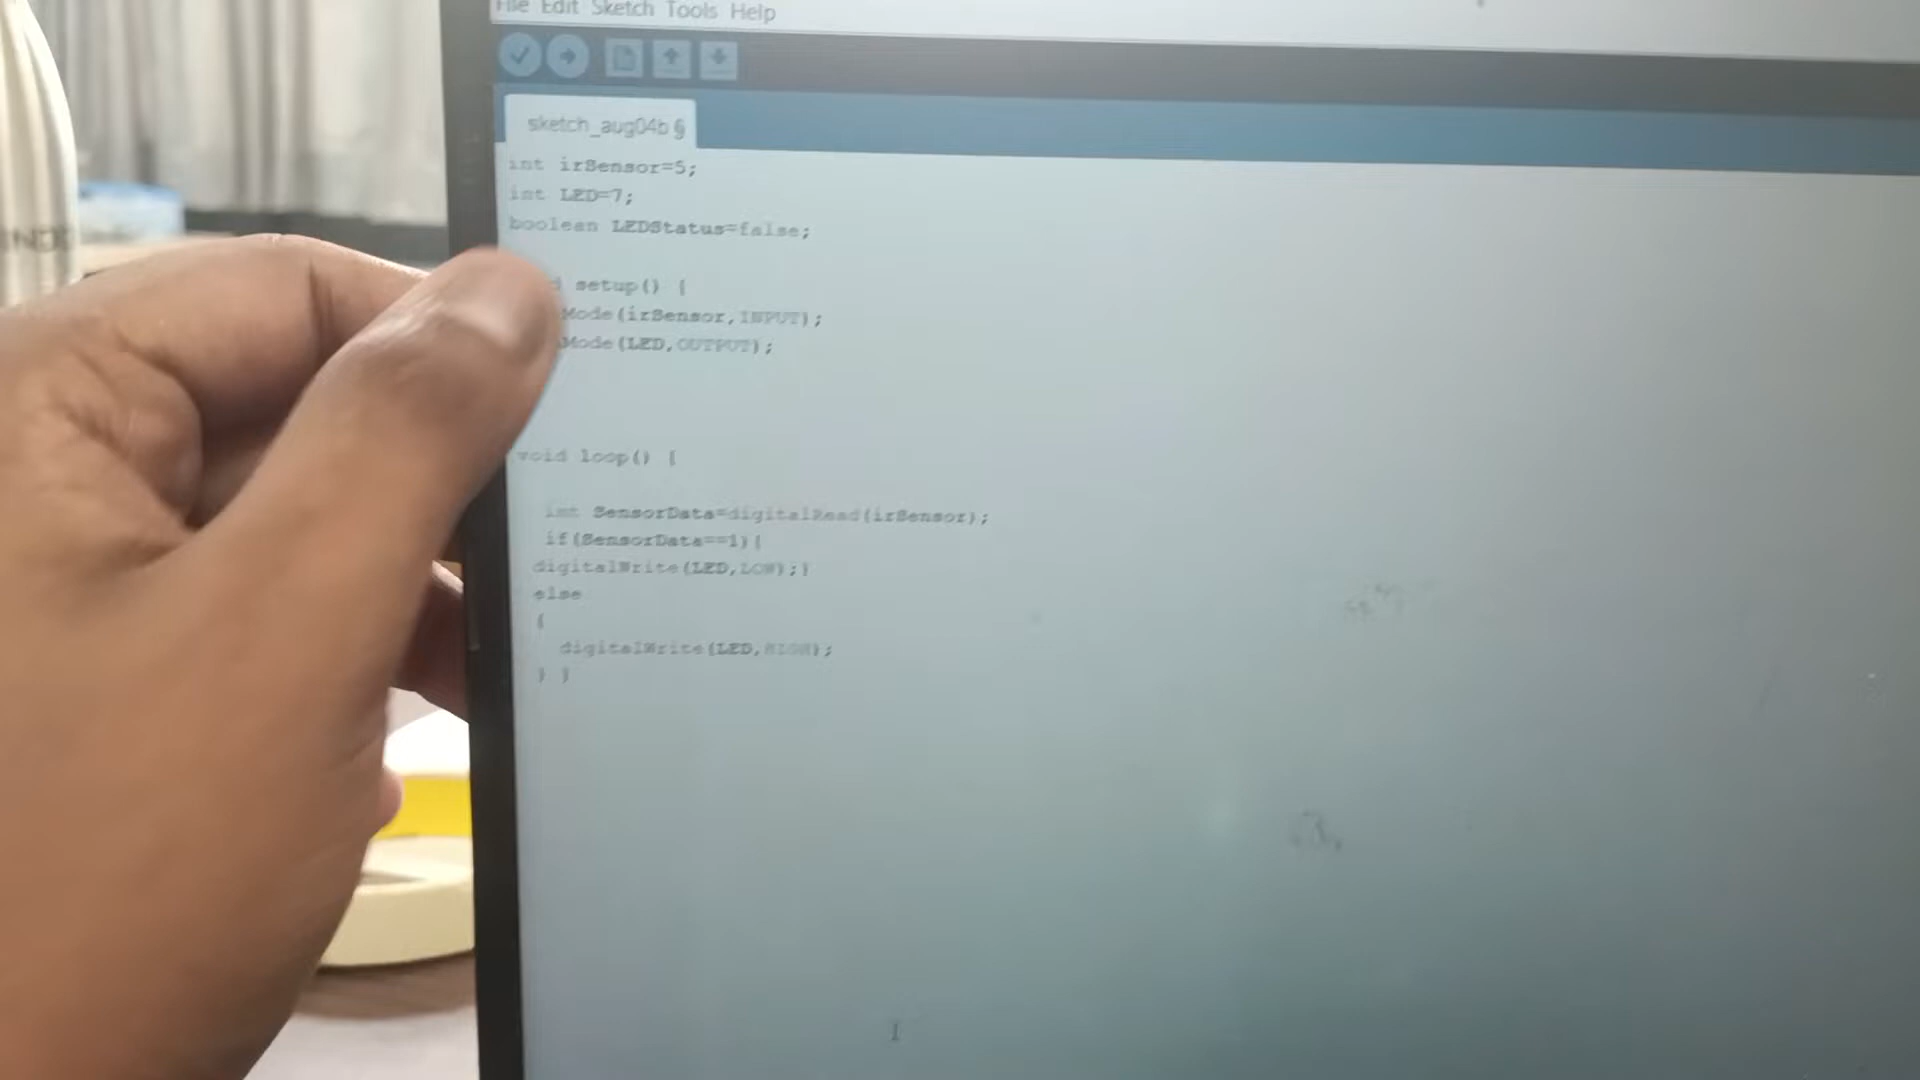 File Edit Sketch Tools Help
sketch_aug04b §
int irSensor=5;
int LED=7;
boolean LEDStatus=false;
setup() {
Mode(irSensor,INPUT);
Mode(LED,OUTPUT);
void loop() {
int SensorData=digitalRead(irSensor);
if(SensorData==1){
digitalWrite(LED,LOW);}
else
{
digitalWrite(LED,HIGH);
} }